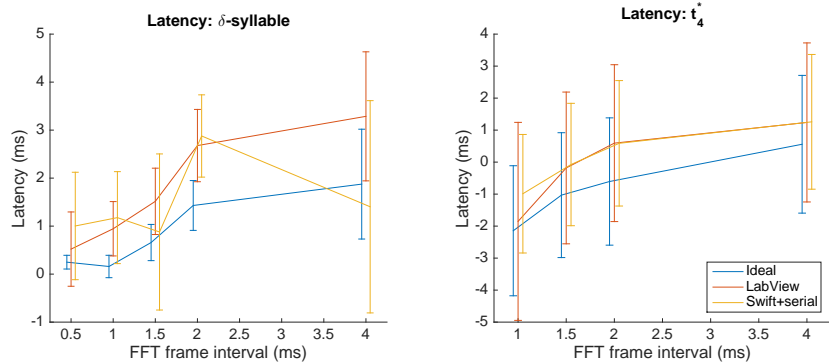 Latency: δ-syllable
5
4
3
2
1
0
-1
Latency (ms)
0.5 1 1.5 2 2.5 3 3.5 4
FFT frame interval (ms)
Latency: t*4
4
3
2
1
0
-1
-2
-3
-4
-5
Latency (ms)
1 1.5 2 2.5 3 3.5 4
FFT frame interval (ms)
Ideal
LabView
Swift+serial